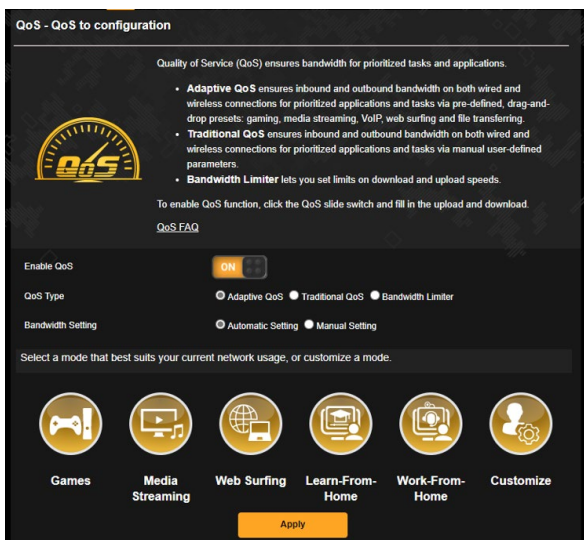 QoS - QoS to configuration
Quality of Service (QoS) ensures bandwidth for prioritized tasks and applications.
• Adaptive QoS ensures inbound and outbound bandwidth on both wired and
wireless connections for prioritized applications and tasks via pre-defined, drag-and-
drop presets: gaming, media streaming, VoIP, web surfing and file transferring.
• Traditional QoS ensures inbound and outbound bandwidth on both wired and
wireless connections for prioritized applications and tasks via manual user-defined
parameters.
• Bandwidth Limiter lets you set limits on download and upload speeds.
QoS
To enable QoS function, click the QoS slide switch and fill in the upload and download.
QoS FAQ
Enable QoS
ON
QoS Type
Adaptive QoS Traditional QoS Bandwidth Limiter
Bandwidth Setting
Automatic Setting Manual Setting
Select a mode that best suits your current network usage, or customize a mode.
Games
Media
Streaming
Web Surfing
Learn-From-
Home
Work-From-
Home
Customize
Apply